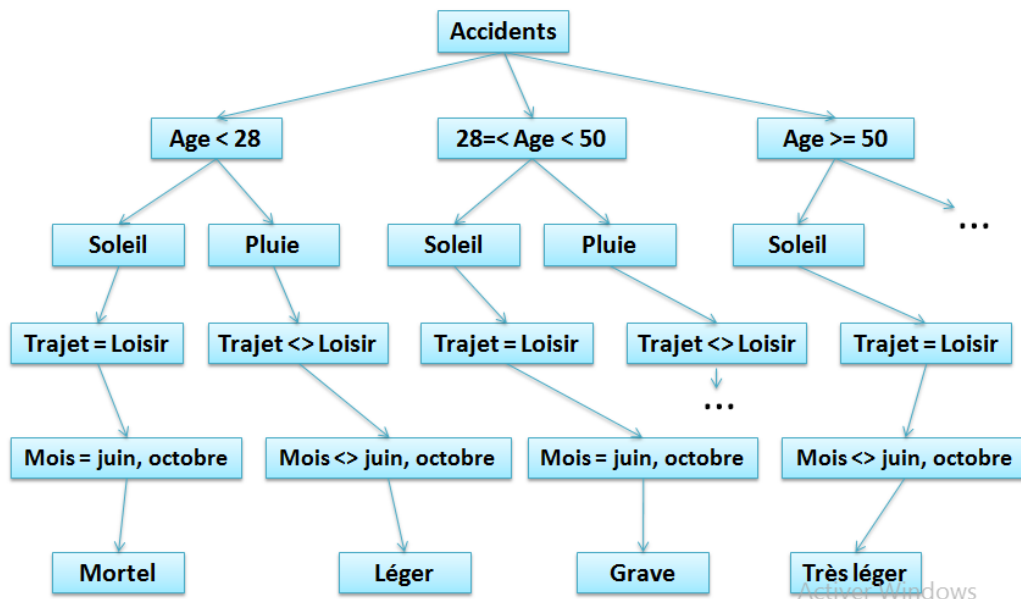 Accidents
Age < 28
28=< Age < 50
Age >= 50
...
Soleil
Pluie
Soleil
Pluie
Soleil
Trajet = Loisir
Trajet <> Loisir
Trajet = Loisir
Trajet <> Loisir
Trajet = Loisir
...
Mois = juin, octobre
Mois <> juin, octobre
Mois = juin, octobre
Mois <> juin, octobre
Mortel
Léger
Grave
Très léger
Activer Windows